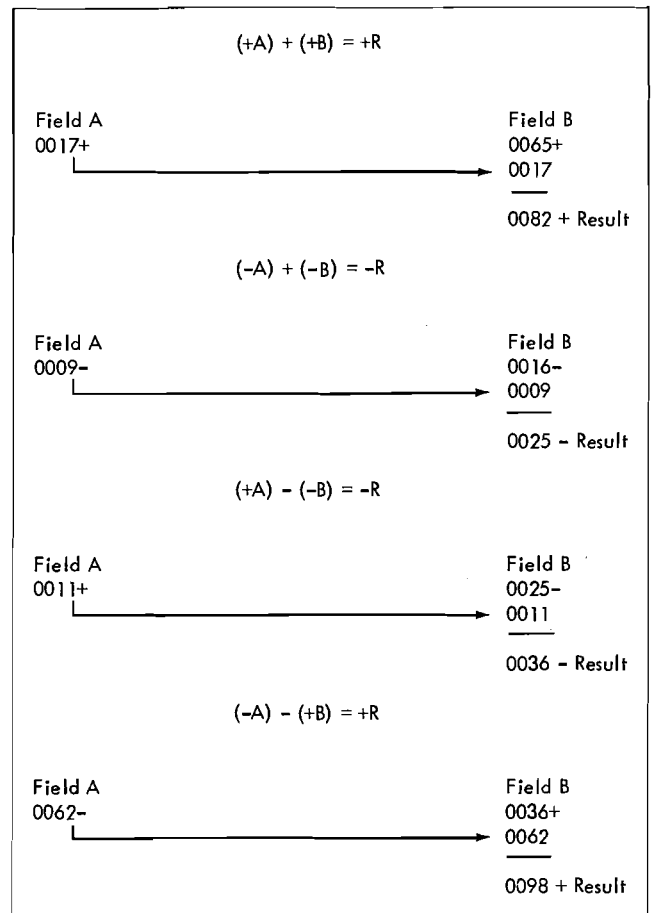 (+A) + (+B) = +R
Field A Field B
0017+ 0065+
0017
0082 + Result
(-A) + (-B) = -R
Field A Field B
0009- 0016-
0009
0025 - Result
(+A) - (-B) = -R
Field A Field B
0011+ 0025-
0011
0036 - Result
(-A) - (+B) = +R
Field A Field B
0062- 0036+
0062
0098 + Result